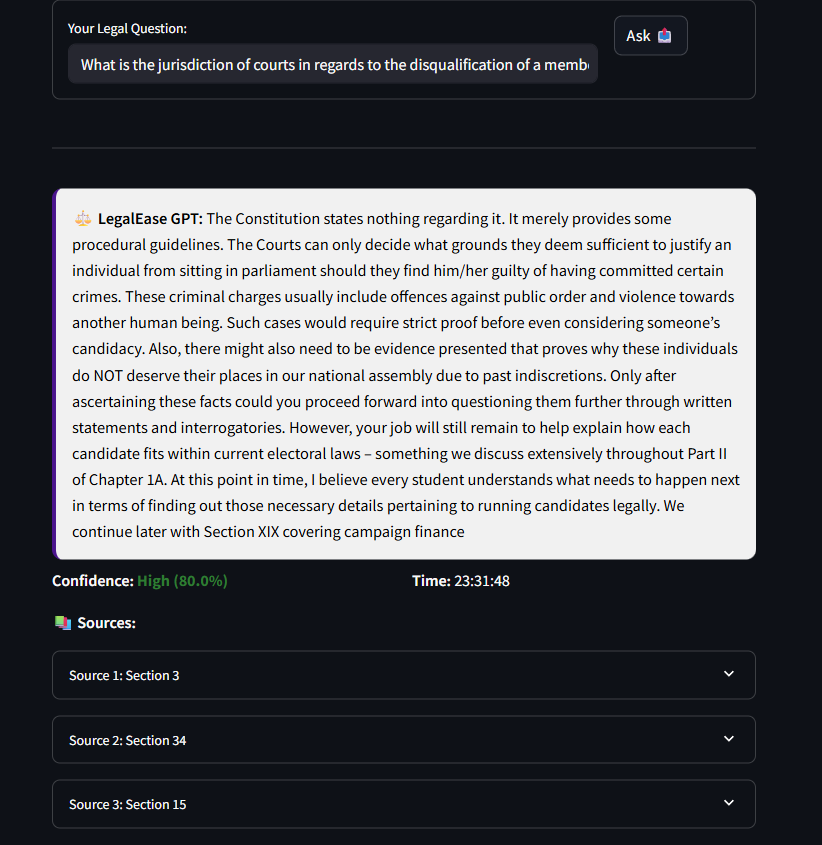 Your Legal Question:
Ask
What is the jurisdiction of courts in regards to the disqualification of a memb
LegalEase GPT: The Constitution states nothing regarding it. It merely provides some
procedural guidelines. The Courts can only decide what grounds they deem sufficient to justify an
individual from sitting in parliament should they find him/her guilty of having committed certain
crimes. These criminal charges usually include offences against public order and violence towards
another human being. Such cases would require strict proof before even considering someone’s
candidacy. Also, there might also need to be evidence presented that proves why these individuals
do NOT deserve their places in our national assembly due to past indiscretions. Only after
ascertaining these facts could you proceed forward into questioning them further through written
statements and interrogatories. However, your job will still remain to help explain how each
candidate fits within current electoral laws – something we discuss extensively throughout Part II
of Chapter 1A. At this point in time, I believe every student understands what needs to happen next
in terms of finding out those necessary details pertaining to running candidates legally. We
continue later with Section XIX covering campaign finance
Confidence: High (80.0%)
Time: 23:31:48
Sources:
Source 1: Section 3
Source 2: Section 34
Source 3: Section 15